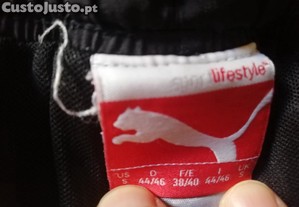 CustoJusto.pt
lifestyle
US D F/E I
S 44/46 38/40 44/46 S